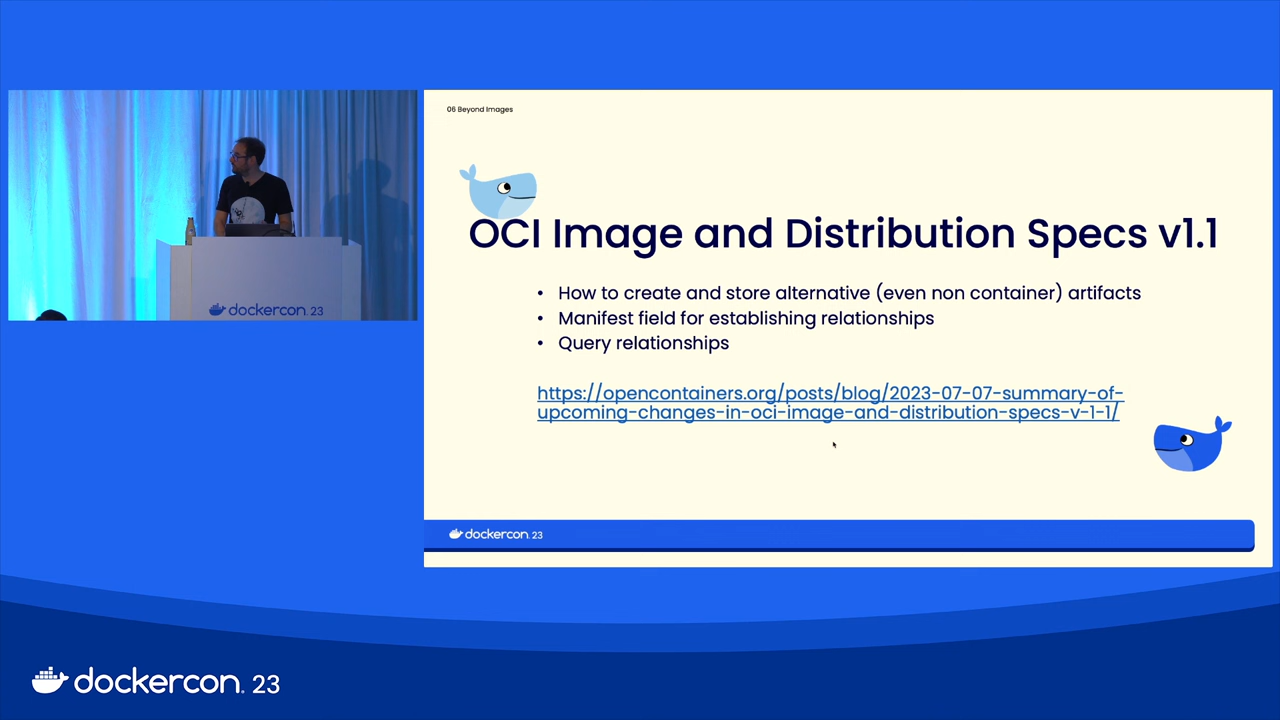 06 Beyond Images
OCI Image and Distribution Specs v1.1
• How to create and store alternative (even non container) artifacts
• Manifest field for establishing relationships
• Query relationships
https://opencontainers.org/posts/blog/2023-07-07-summary-of-
upcoming-changes-in-oci-image-and-distribution-specs-v-1-1/
dockercon. 23
dockercon. 23
dockercon. 23